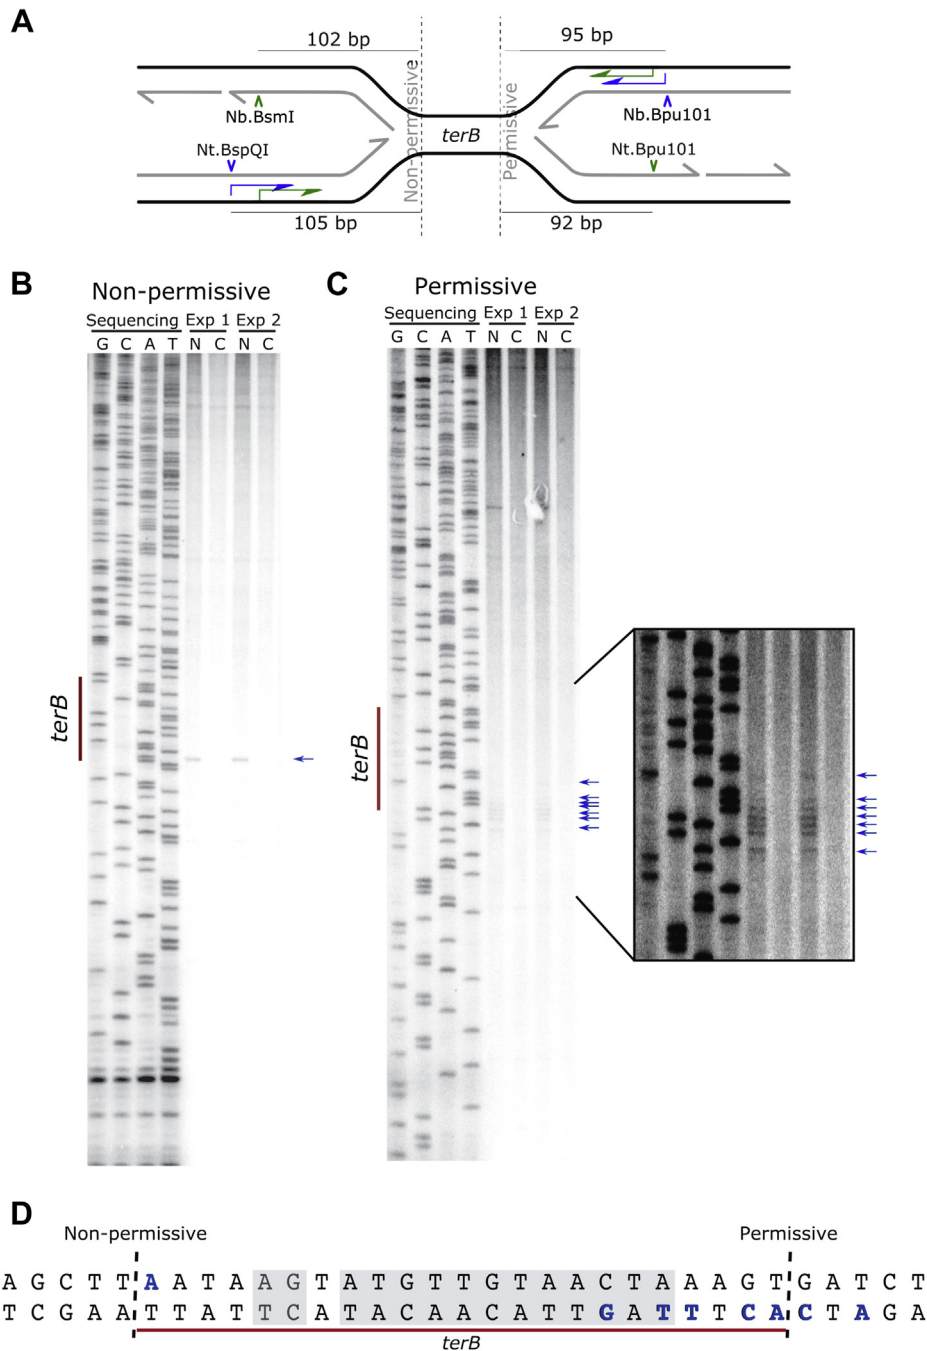 A
102 bp
95 bp
Non-permissive
Permissive
Nb.BsmI
terB
Nb.Bpu101
Nt.BspQI
Nt.Bpu101
105 bp
92 bp
B
Non-permissive
Sequencing Exp 1 Exp 2
G C A T N C N C
terB
C
Permissive
Sequencing Exp 1 Exp 2
G C A T N C N C
terB
D
Non-permissive
Permissive
A G C T T A A T A A G T A T G T T G T A A C T A A A G T G A T C T
T C G A A T T A T T C A T A C A A C A T T G A T T T C A C T A G A
terB